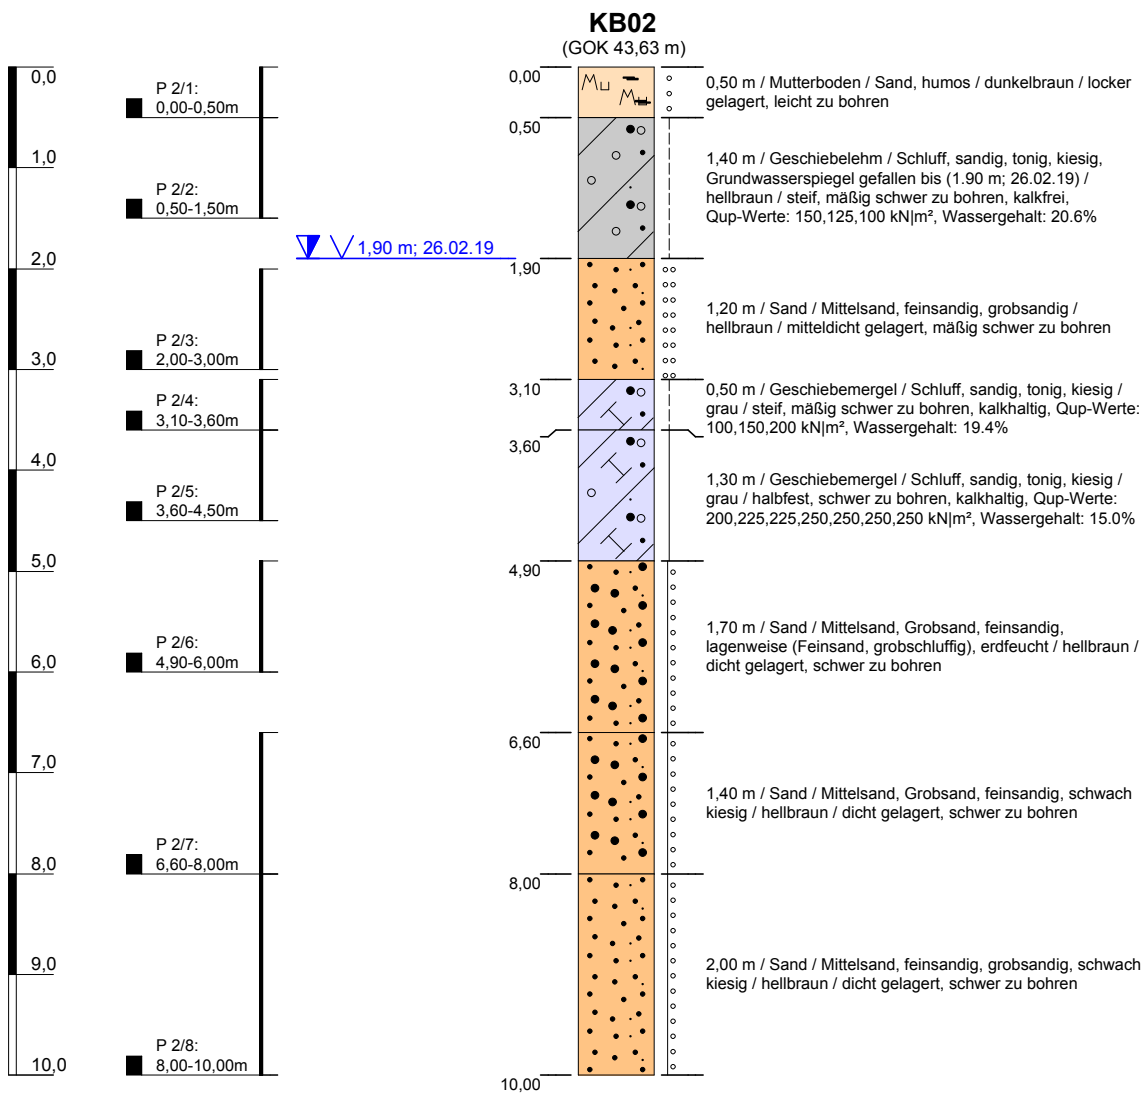 KB02
(GOK 43,63 m)
0,0
1,0
2,0
3,0
4,0
5,0
6,0
7,0
8,0
9,0
10,0
P 2/1:
0,00-0,50m
P 2/2:
0,50-1,50m
P 2/3:
2,00-3,00m
P 2/4:
3,10-3,60m
P 2/5:
3,60-4,50m
P 2/6:
4,90-6,00m
P 2/7:
6,60-8,00m
P 2/8:
8,00-10,00m
1,90 m; 26.02.19
0,00
0,50
1,90
3,10
3,60
4,90
6,60
8,00
10,00
Mu
Mu
0,50 m / Mutterboden / Sand, humos / dunkelbraun / locker
gelagert, leicht zu bohren
1,40 m / Geschiebelehm / Schluff, sandig, tonig, kiesig,
Grundwasserspiegel gefallen bis (1.90 m; 26.02.19) /
hellbraun / steif, mäßig schwer zu bohren, kalkfrei,
Qup-Werte: 150,125,100 kN|m², Wassergehalt: 20.6%
1,20 m / Sand / Mittelsand, feinsandig, grobsandig /
hellbraun / mitteldicht gelagert, mäßig schwer zu bohren
0,50 m / Geschiebemergel / Schluff, sandig, tonig, kiesig /
grau / steif, mäßig schwer zu bohren, kalkhaltig, Qup-Werte:
100,150,200 kN|m², Wassergehalt: 19.4%
1,30 m / Geschiebemergel / Schluff, sandig, tonig, kiesig /
grau / halbfest, schwer zu bohren, kalkhaltig, Qup-Werte:
200,225,225,250,250,250,250 kN|m², Wassergehalt: 15.0%
1,70 m / Sand / Mittelsand, Grobsand, feinsandig,
lagenweise (Feinsand, grobschluffig), erdfeucht / hellbraun /
dicht gelagert, schwer zu bohren
1,40 m / Sand / Mittelsand, Grobsand, feinsandig, schwach
kiesig / hellbraun / dicht gelagert, schwer zu bohren
2,00 m / Sand / Mittelsand, feinsandig, grobsandig, schwach
kiesig / hellbraun / dicht gelagert, schwer zu bohren